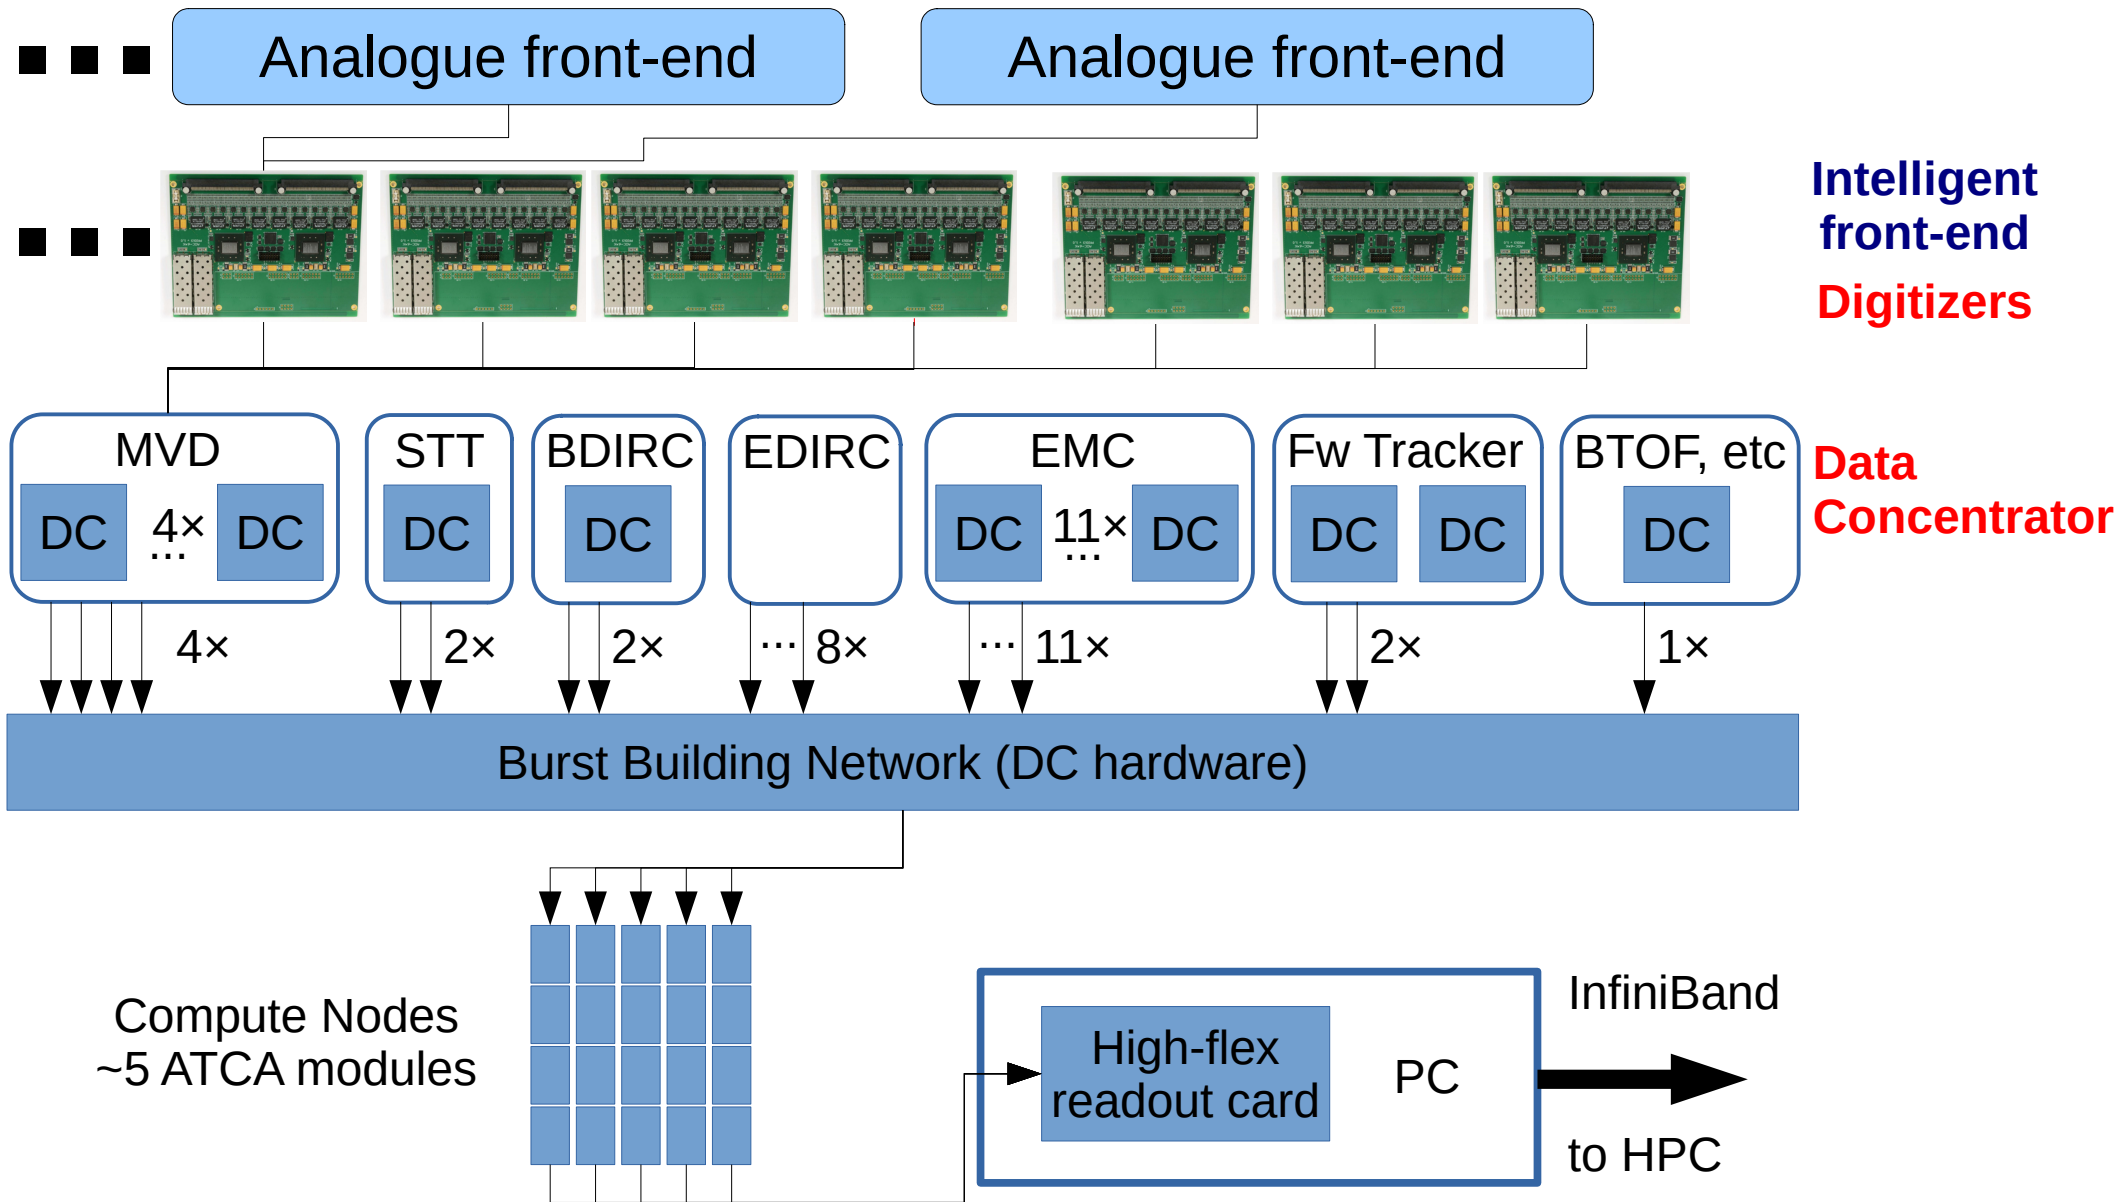 Analogue front-end
Analogue front-end
Intelligent
front-end
Digitizers
MVD
DC
4×
...
DC
STT
DC
BDIRC
DC
EDIRC
EMC
DC
11×
...
DC
Fw Tracker
DC
DC
BTOF, etc
DC
Data
Concentrator
4×
2×
2×
... 8×
... 11×
2×
1×
Burst Building Network (DC hardware)
Compute Nodes
~5 ATCA modules
High-flex
readout card
PC
InfiniBand
to HPC